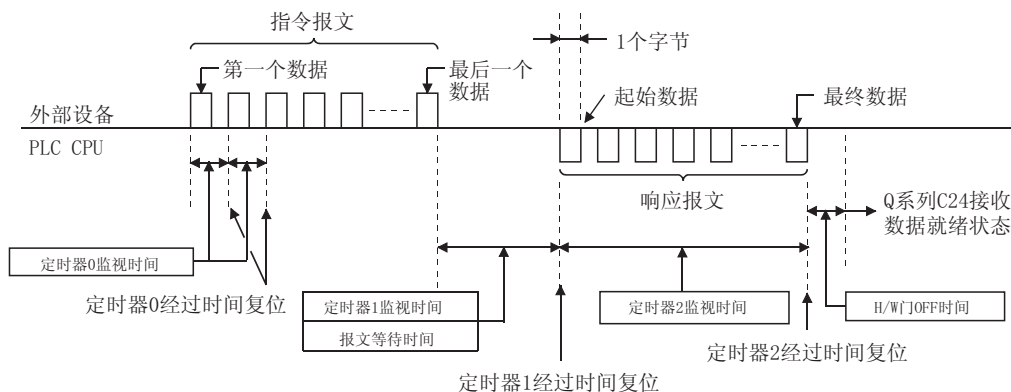 指令报文
1个字节
第一个数据
最后一个
数据
起始数据
最终数据
外部设备
PLC CPU
响应报文
Q系列C24接收
数据就绪状态
定时器0监视时间
定时器0经过时间复位
定时器1监视时间
报文等待时间
定时器2监视时间
H/W门OFF时间
定时器2经过时间复位
定时器1经过时间复位